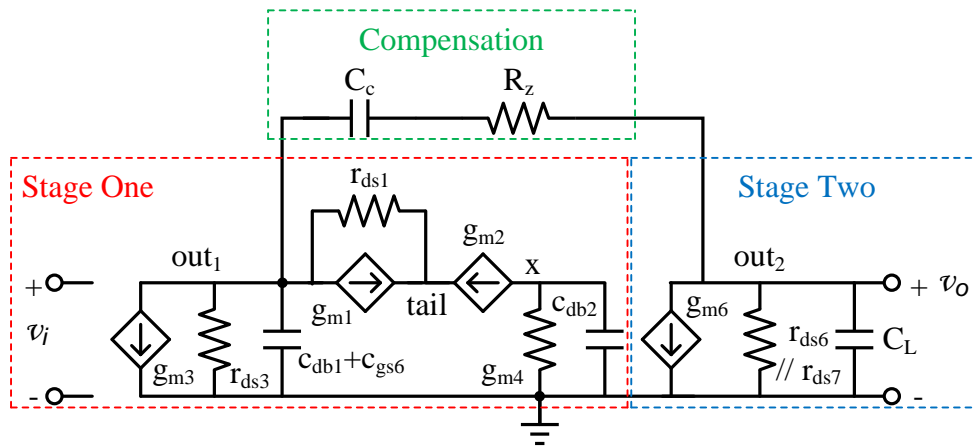 Compensation
C_c
R_z
Stage One
Stage Two
r_ds1
g_m2
out_1
x
out_2
+
g_m1
tail
c_db2
g_m6
+ v_o
v_i
r_ds6
C_L
c_db1+c_gs6
g_m3
r_ds3
g_m4
// r_ds7
-
-